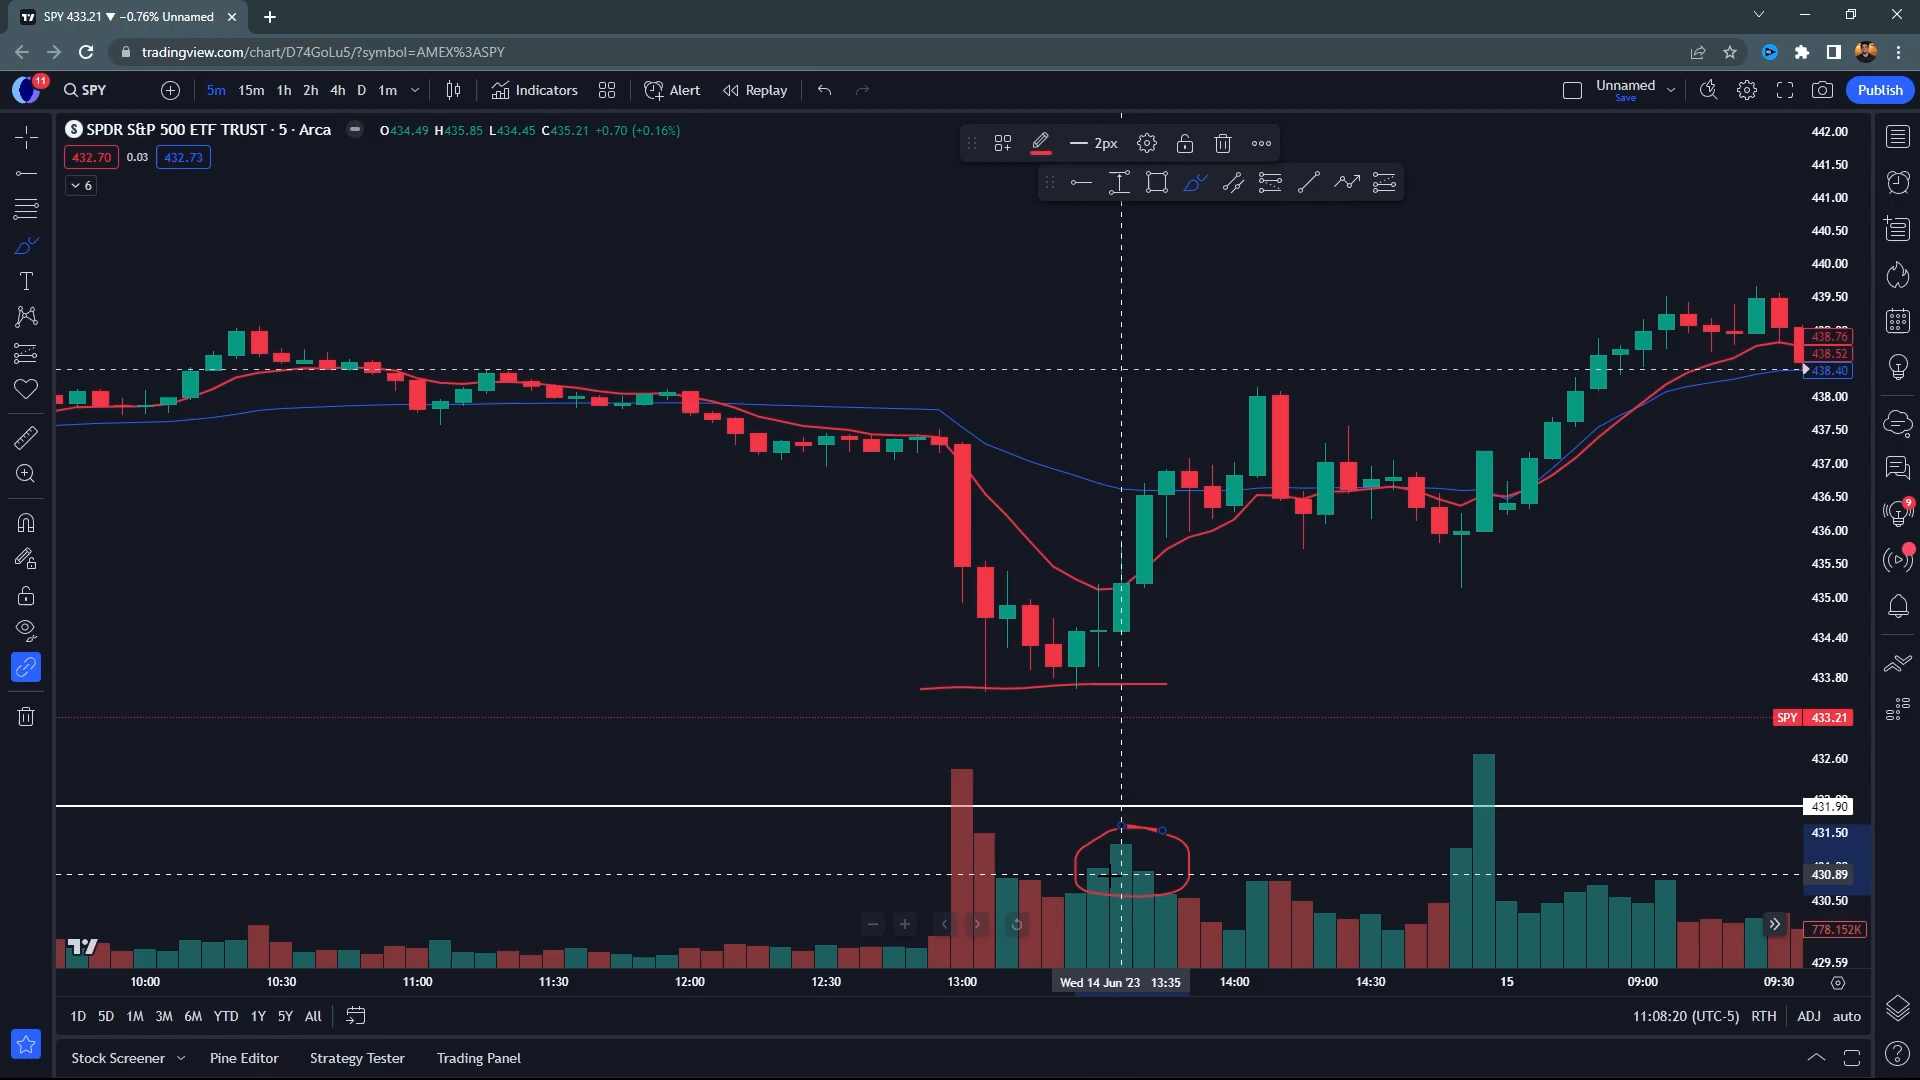 SPY 433.21 ▼ −0.76% Unnamed
tradingview.com/chart/D74GoLu5/?symbol=AMEX%3ASPY
11
SPY 5m 15m 1h 2h 4h D 1m Indicators Alert Replay Unnamed Publish
Save
S SPDR S&P 500 ETF TRUST · 5 · Arca O434.49 H435.85 L434.45 C435.21 +0.70 (+0.16%)
432.70 0.03 432.73
6
2px
442.00
441.50
441.00
440.50
440.00
439.50
438.76
438.52
438.40
438.00
437.50
437.00
436.50
436.00
435.50
435.00
434.40
433.80
SPY 433.21
432.60
431.90
431.50
430.89
430.50
778.152K
429.59
9
10:00 10:30 11:00 11:30 12:00 12:30 13:00 Wed 14 Jun '23 13:35 14:00 14:30 15 09:00 09:30
1D 5D 1M 3M 6M YTD 1Y 5Y All 11:08:20 (UTC-5) RTH ADJ auto
Stock Screener Pine Editor Strategy Tester Trading Panel